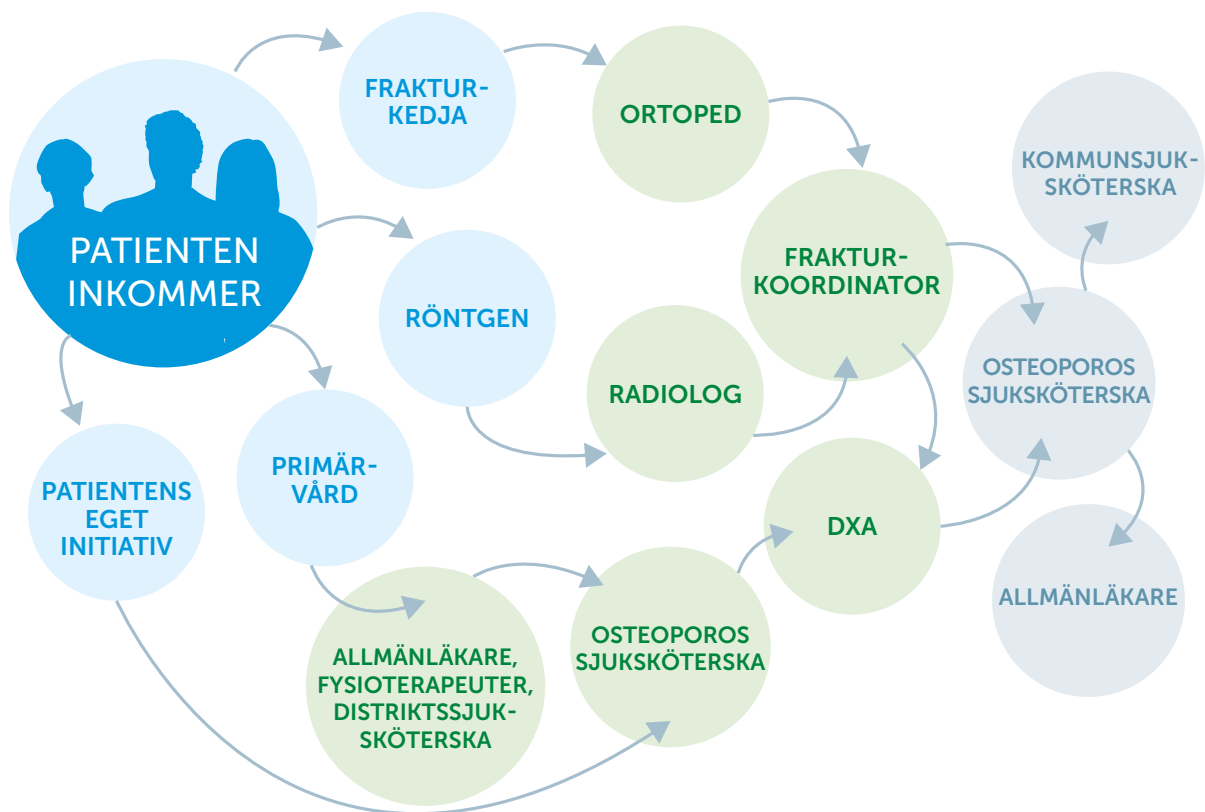 FRAKTUR-
KEDJA
ORTOPED
KOMMUNSJUK-
SKÖTERSKA
PATIENTEN
INKOMMER
FRAKTUR-
KOORDINATOR
RÖNTGEN
OSTEOPOROS
SJUKSKÖTERSKA
RADIOLOG
PRIMÄR-
VÅRD
PATIENTENS
EGET
INITIATIV
DXA
ALLMÄNLÄKARE
OSTEOPOROS
SJUKSKÖTERSKA
ALLMÄNLÄKARE,
FYSIOTERAPEUTER,
DISTRIKTSSJUK-
SKÖTERSKA